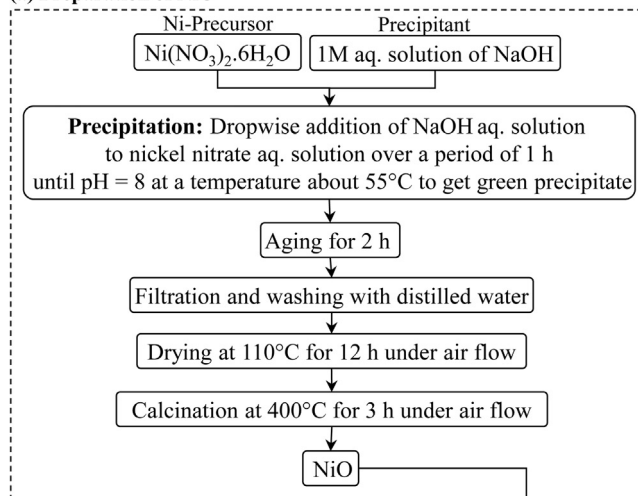 Ni-Precursor
Precipitant
Ni(NO₃)₂.6H₂O
1M aq. solution of NaOH
Precipitation: Dropwise addition of NaOH aq. solution
to nickel nitrate aq. solution over a period of 1 h
until pH = 8 at a temperature about 55°C to get green precipitate
Aging for 2 h
Filtration and washing with distilled water
Drying at 110°C for 12 h under air flow
Calcination at 400°C for 3 h under air flow
NiO